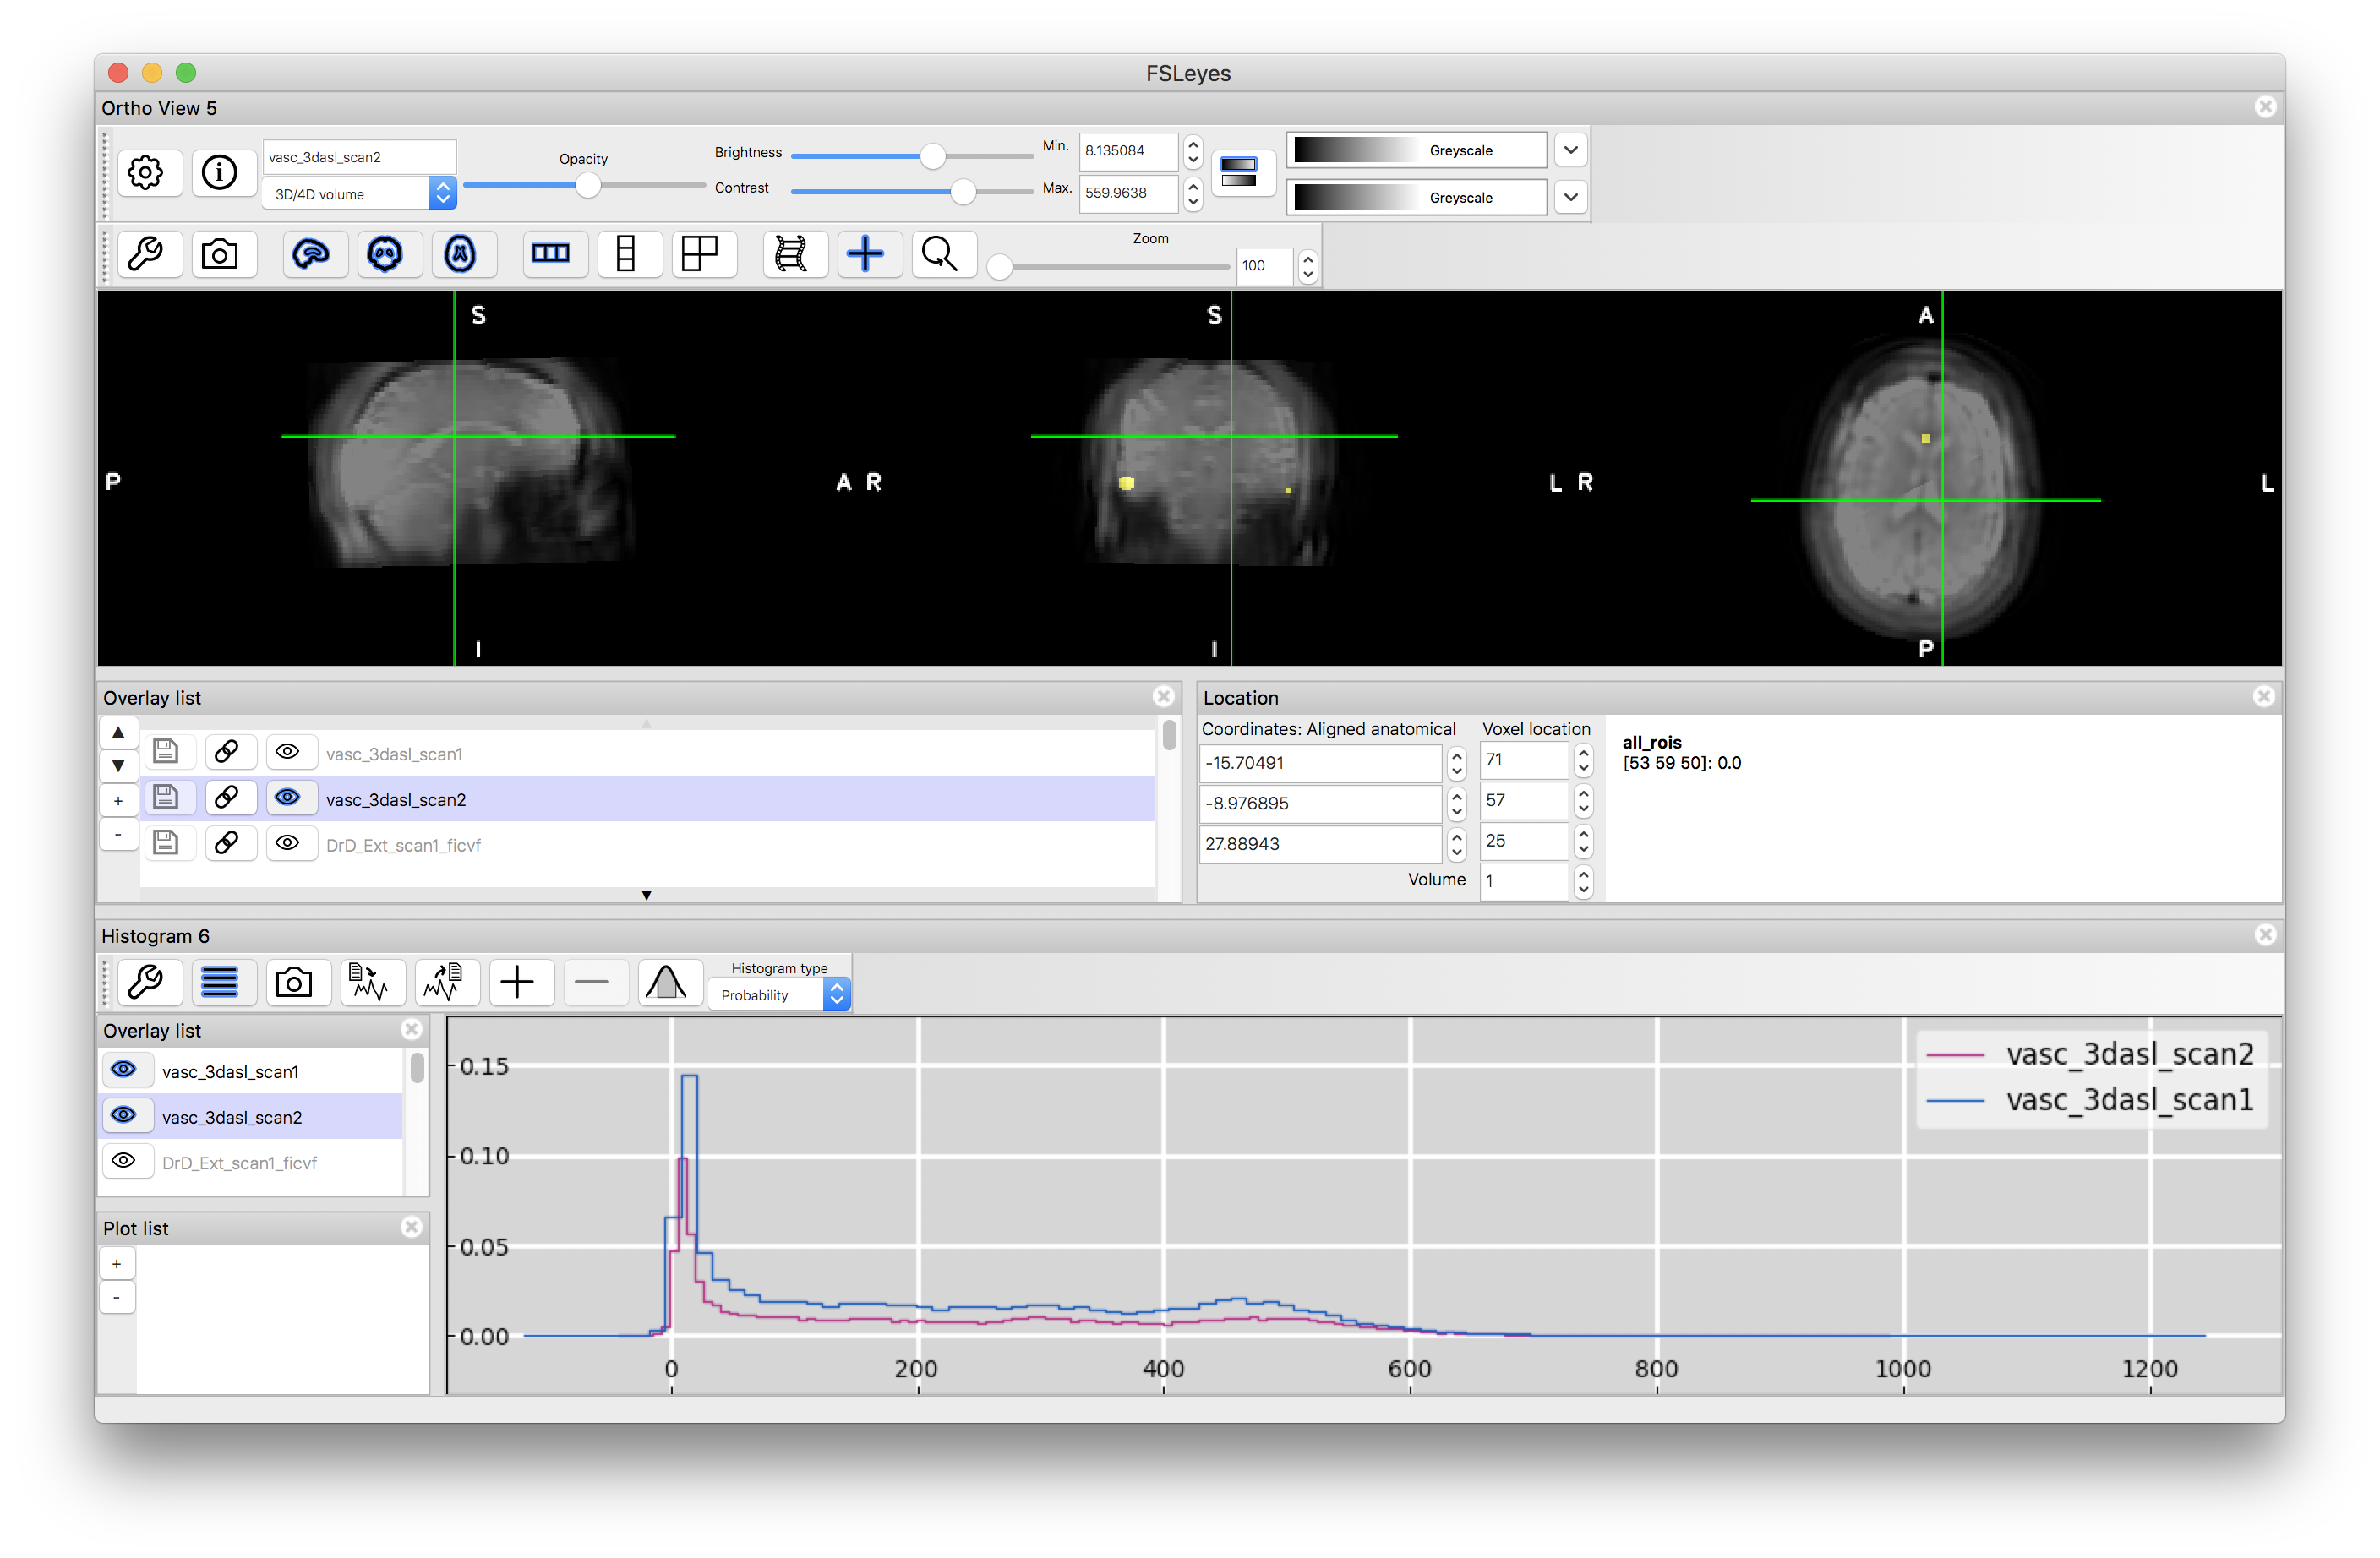 FSLeyes
Ortho View 5
vasc_3dasl_scan2
3D/4D volume
Opacity
Brightness
Contrast
Min. 8.135084
Max. 559.9638
Greyscale
Greyscale
Zoom
100
S S A
P A R L R L
I I P
Overlay list
vasc_3dasl_scan1
vasc_3dasl_scan2
DrD_Ext_scan1_ficvf
+
-
Location
Coordinates: Aligned anatomical Voxel location
-15.70491 71
-8.976895 57
27.88943 25
Volume 1
all_rois
[53 59 50]: 0.0
Histogram 6
Histogram type
Probability
Overlay list
vasc_3dasl_scan1
vasc_3dasl_scan2
DrD_Ext_scan1_ficvf
Plot list
+
-
0.15
0.10
0.05
0.00
0 200 400 600 800 1000 1200
vasc_3dasl_scan2
vasc_3dasl_scan1